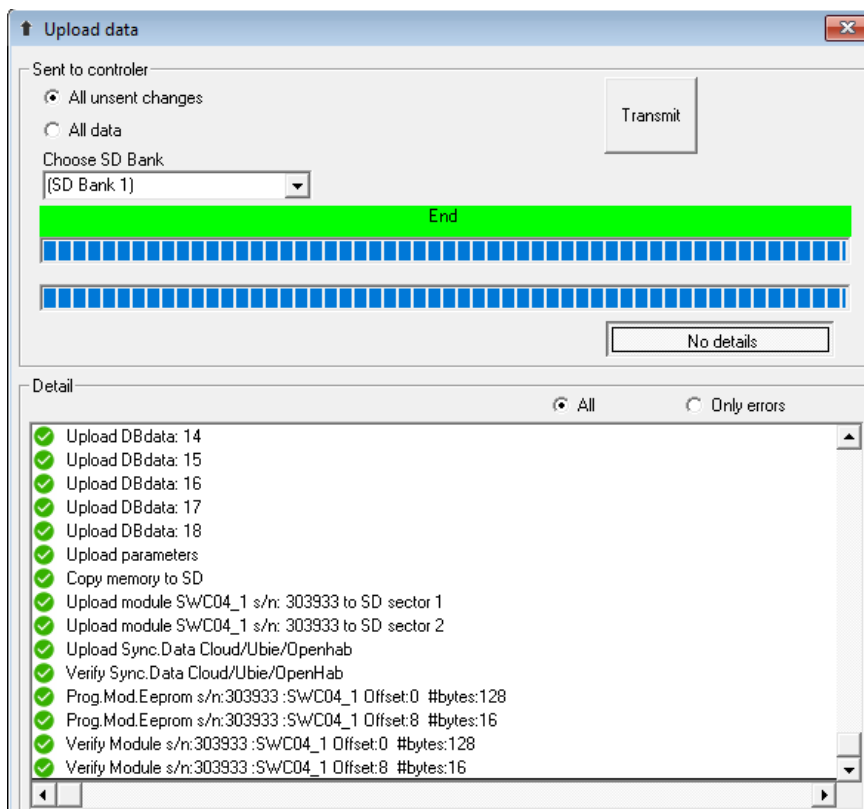 Upload data
Sent to controler
All unsent changes
All data
Transmit
Choose SD Bank
(SD Bank 1)
End
No details
Detail
All
Only errors
Upload DBdata: 14
Upload DBdata: 15
Upload DBdata: 16
Upload DBdata: 17
Upload DBdata: 18
Upload parameters
Copy memory to SD
Upload module SWC04_1 s/n: 303933 to SD sector 1
Upload module SWC04_1 s/n: 303933 to SD sector 2
Upload Sync.Data Cloud/Ubie/Openhab
Verify Sync.Data Cloud/Ubie/OpenHab
Prog.Mod.Eeprom s/n:303933 :SWC04_1 Offset:0 #bytes:128
Prog.Mod.Eeprom s/n:303933 :SWC04_1 Offset:8 #bytes:16
Verify Module s/n:303933 :SWC04_1 Offset:0 #bytes:128
Verify Module s/n:303933 :SWC04_1 Offset:8 #bytes:16